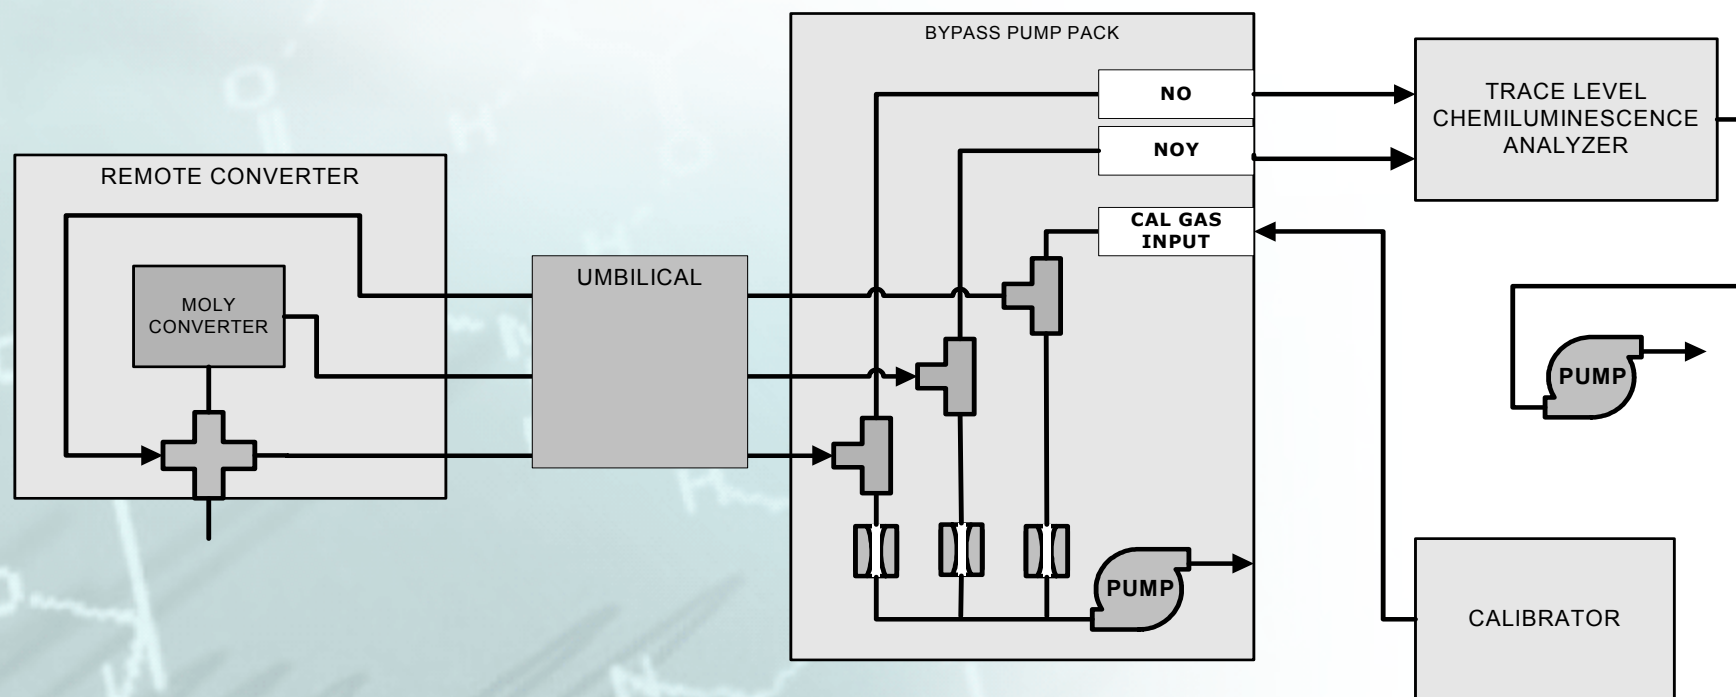 BYPASS PUMP PACK
NO
NOY
CAL GAS
INPUT
TRACE LEVEL
CHEMILUMINESCENCE
ANALYZER
REMOTE CONVERTER
MOLY
CONVERTER
UMBILICAL
PUMP
PUMP
CALIBRATOR